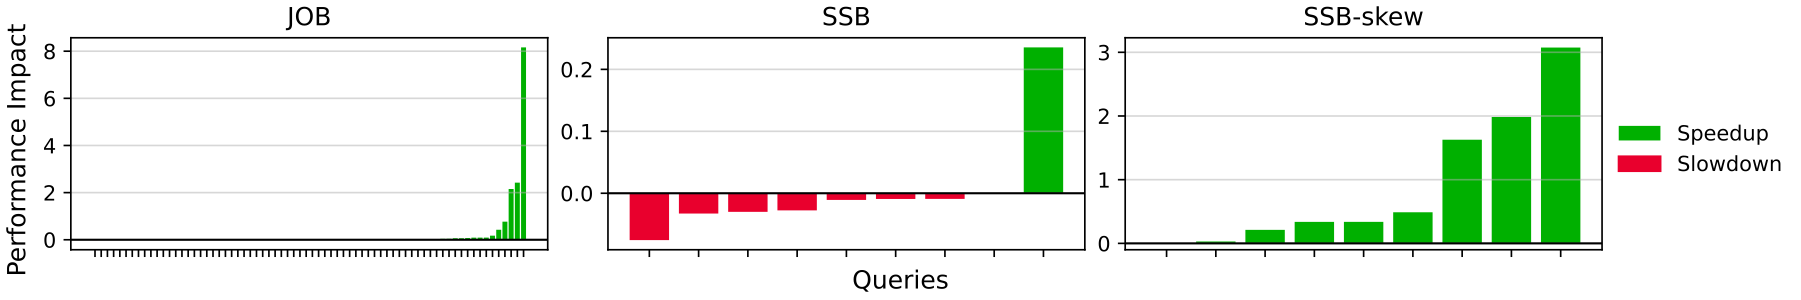 JOB
SSB
SSB-skew
Performance Impact
8
6
4
2
0
0.2
0.1
0.0
3
2
1
0
Speedup
Slowdown
Queries